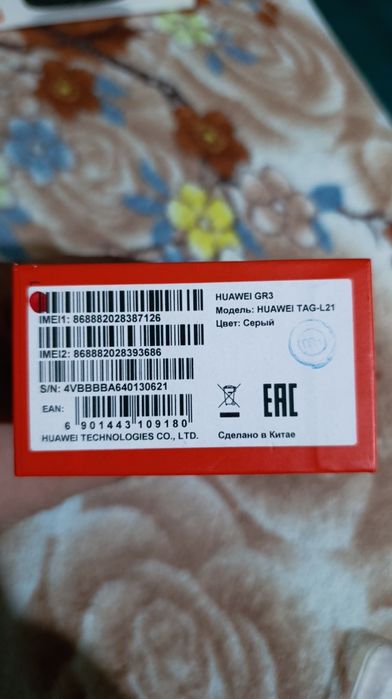 IMEI1: 868882028387126
IMEI2: 868882028393686
S/N: 4VBBBBA640130621
EAN:
6 901443 109180
HUAWEI TECHNOLOGIES CO., LTD.
HUAWEI GR3
Модель: HUAWEI TAG-L21
Цвет: Серый
EAC
Сделано в Китае